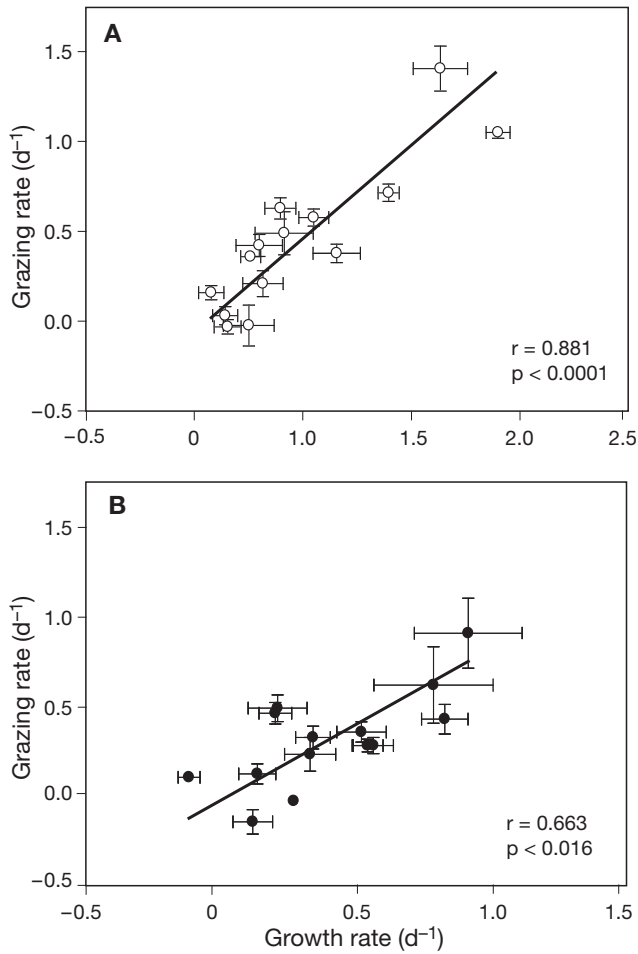 A
Grazing rate (d⁻¹)
1.5
1.0
0.5
0.0
−0.5
r = 0.881
p < 0.0001
−0.5 0 1.0 1.5 2.0 2.5
B
Grazing rate (d⁻¹)
1.5
1.0
0.5
0.0
−0.5
r = 0.663
p < 0.016
−0.5 0 0.5 1.0 1.5
Growth rate (d⁻¹)